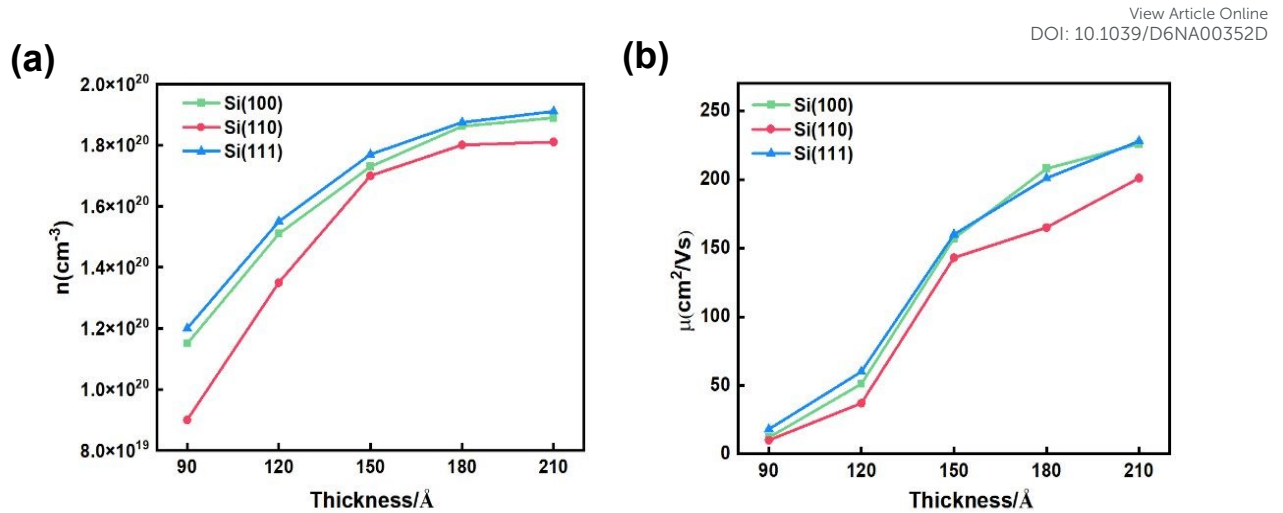 View Article Online
DOI: 10.1039/D6NA00352D
(a)
2.0×10²⁰
1.8×10²⁰
1.6×10²⁰
1.4×10²⁰
1.2×10²⁰
1.0×10²⁰
8.0×10¹⁹
n(cm⁻³)
Si(100)
Si(110)
Si(111)
90 120 150 180 210
Thickness/Å
(b)
250
200
150
100
50
0
μ(cm²/Vs)
Si(100)
Si(110)
Si(111)
90 120 150 180 210
Thickness/Å